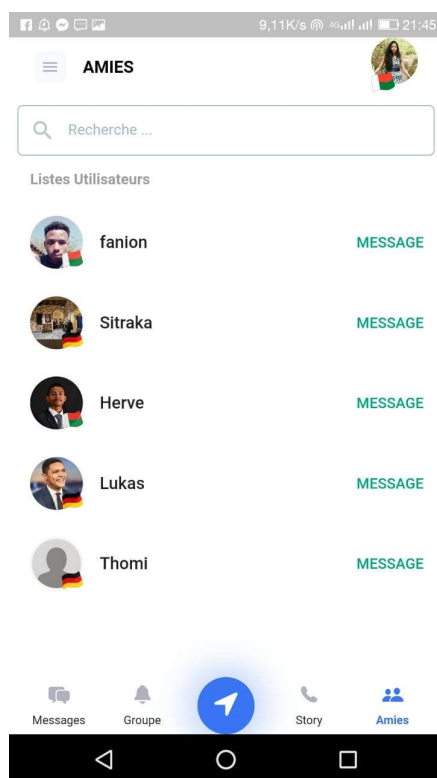 9,11K/s 4G 21:45
AMIES
Recherche ...
Listes Utilisateurs
fanion MESSAGE
Sitraka MESSAGE
Herve MESSAGE
Lukas MESSAGE
Thomi MESSAGE
Messages Groupe Story Amies